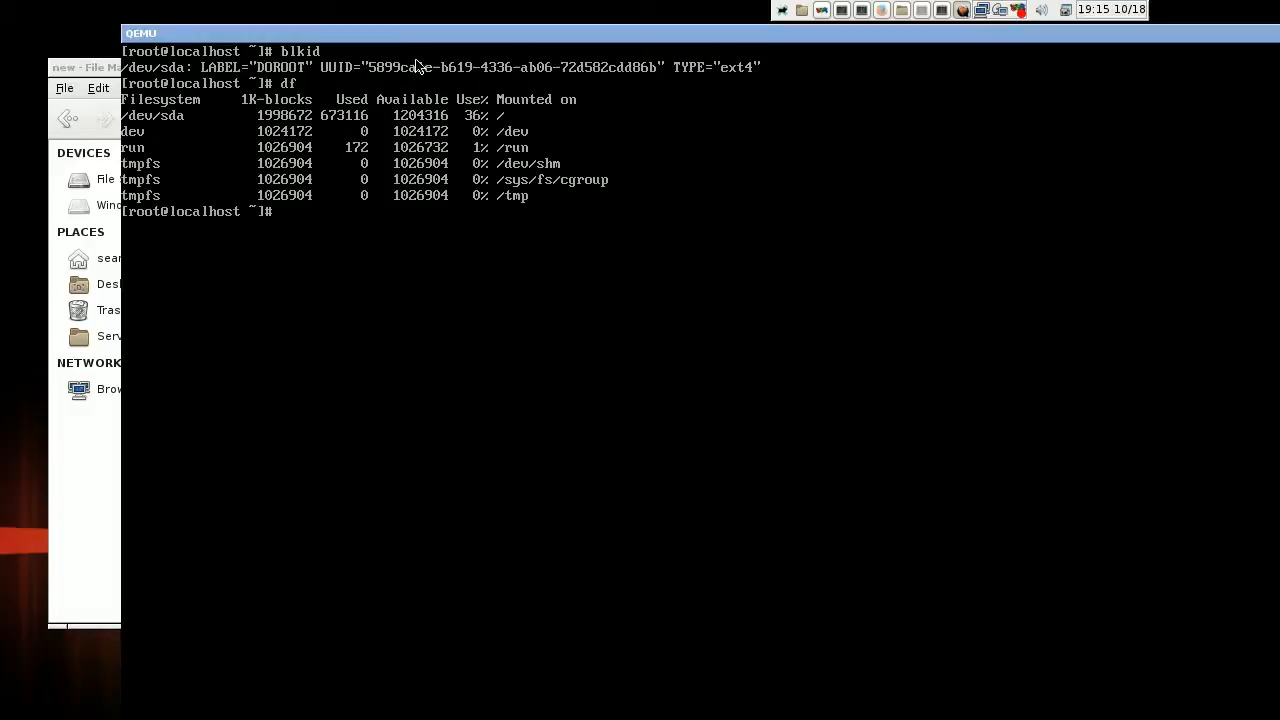 19:15 10/18
QEMU
[root@localhost ~]# blkid
/dev/sda: LABEL="DOROOT" UUID= -b619-4336-ab06-72d582cdd86b" TYPE="ext4"
[root@localhost ~]# df
Filesystem 1K-blocks Used Available Use% Mounted on
/dev/sda 1998672 673116 1204316 36% /
dev 1024172 0 1024172 0% /dev
run 1026904 172 1026732 1% /run
tmpfs 1026904 0 1026904 0% /dev/shm
tmpfs 1026904 0 1026904 0% /sys/fs/cgroup
tmpfs 1026904 0 1026904 0% /tmp
[root@localhost ~]#
new - File Ma
File Edit
DEVICES
File
Wind
PLACES
sear
Desk
Tras
Serv
NETWORK
Brow